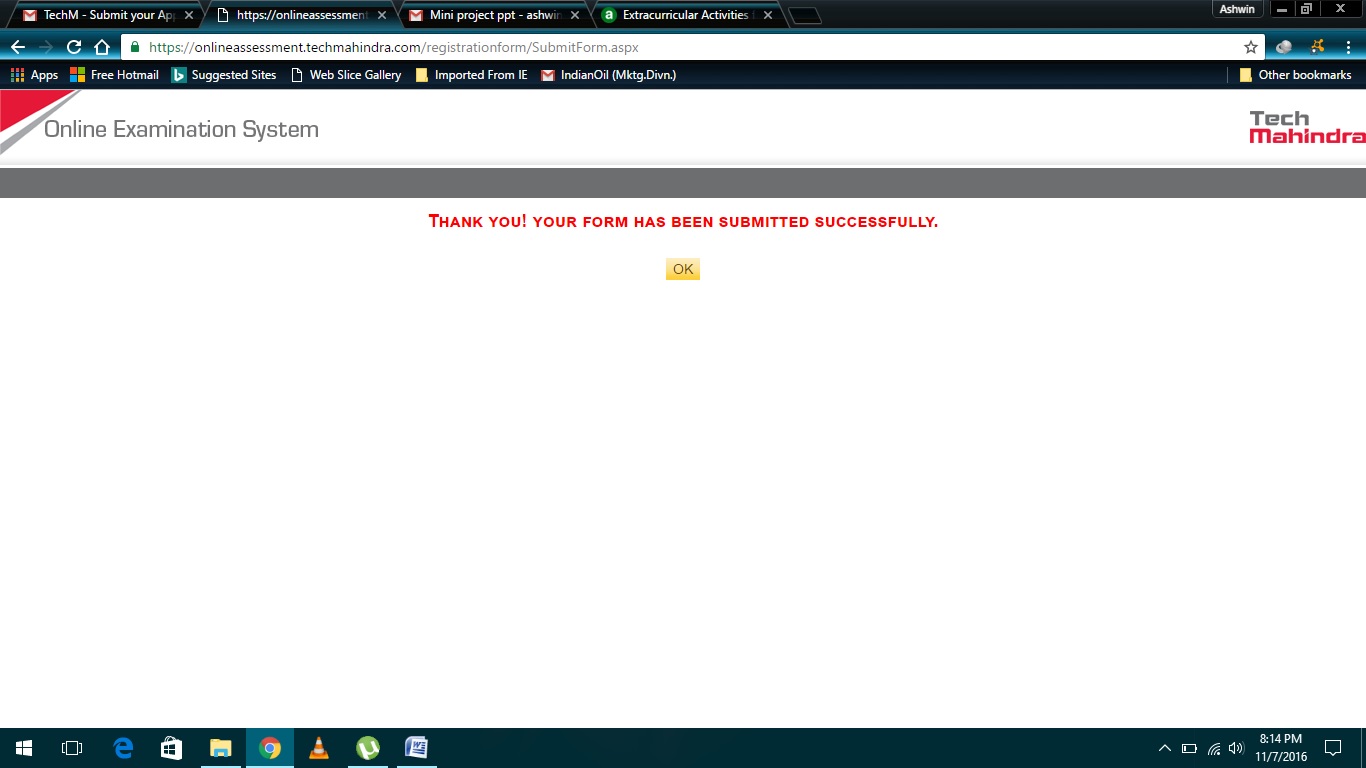 TechM - Submit your Ap
https://onlineassessment
Mini project ppt - ashwin
Extracurricular Activities
Ashwin
https://onlineassessment.techmahindra.com/registrationform/SubmitForm.aspx
Apps
Free Hotmail
Suggested Sites
Web Slice Gallery
Imported From IE
IndianOil (Mktg.Divn.)
Other bookmarks
Online Examination System
Tech
Mahindra
THANK YOU! YOUR FORM HAS BEEN SUBMITTED SUCCESSFULLY.
OK
8:14 PM
11/7/2016